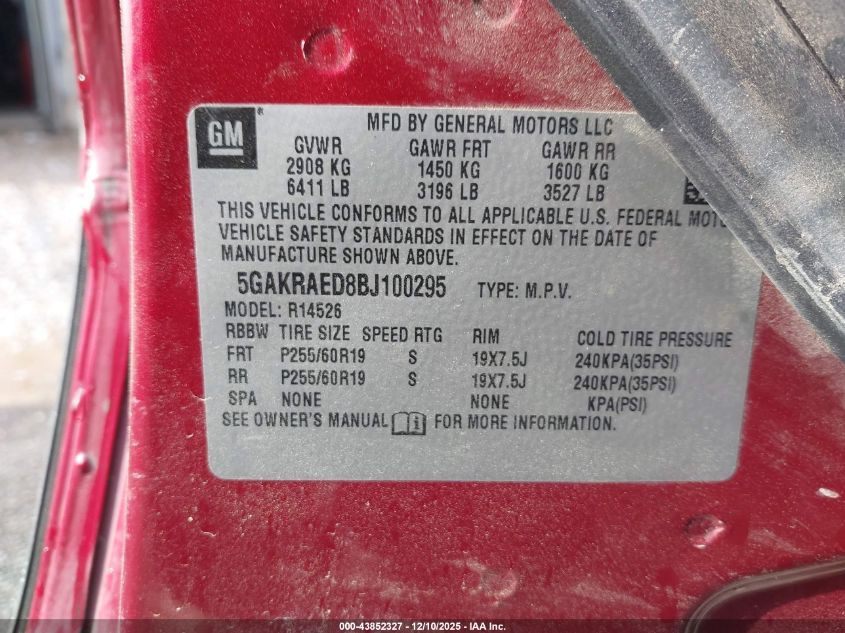 GM
MFD BY GENERAL MOTORS LLC
GVWR GAWR FRT GAWR RR
2908 KG 1450 KG 1600 KG
6411 LB 3196 LB 3527 LB
THIS VEHICLE CONFORMS TO ALL APPLICABLE U.S. FEDERAL
VEHICLE SAFETY STANDARDS IN EFFECT ON THE DATE OF
MANUFACTURE SHOWN ABOVE.
5GAKRAED8BJ100295 TYPE: M.P.V.
MODEL: R14526
RBBW TIRE SIZE SPEED RTG RIM COLD TIRE PRESSURE
FRT P255/60R19 S 19X7.5J 240KPA(35PSI)
RR P255/60R19 S 19X7.5J 240KPA(35PSI)
SPA NONE NONE KPA(PSI)
SEE OWNER'S MANUAL FOR MORE INFORMATION.
000-43852327 — 12/10/2025 — IAA Inc.